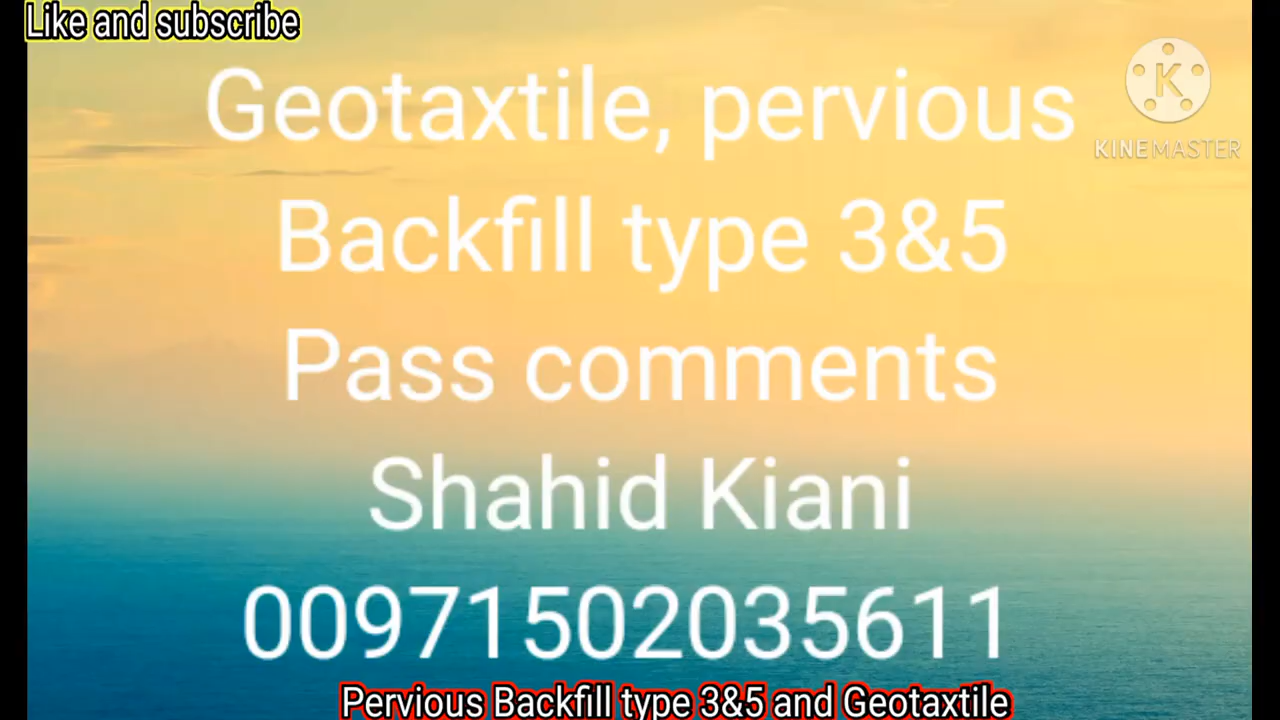 Like and subscribe
Geotaxtile, pervious
KINEMASTER
Backfill type 3&5
Pass comments
Shahid Kiani
00971502035611
Pervious Backfill type 3&5 and Geotaxtile